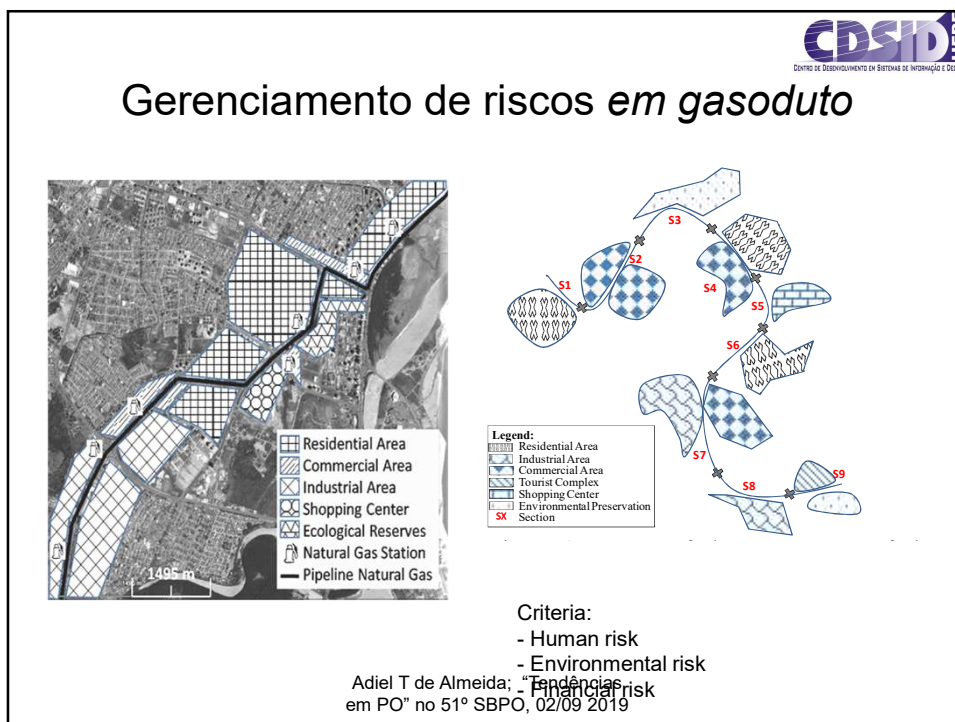 CDSID
UFPE
CENTRO DE DESENVOLVIMENTO EM SISTEMAS DE INFORMAÇÃO E
Gerenciamento de riscos em gasoduto
Residential Area
Commercial Area
Industrial Area
Shopping Center
Ecological Reserves
Natural Gas Station
Pipeline Natural Gas
1495 m
S1
S2
S3
S4
S5
S6
S7
S8
S9
Legend:
Residential Area
Industrial Area
Commercial Area
Tourist Complex
Shopping Center
Environmental Preservation
SX Section
Criteria:
- Human risk
- Environmental risk
- Financial risk
Adiel T de Almeida; “Tendências
em PO” no 51º SBPO, 02/09 2019